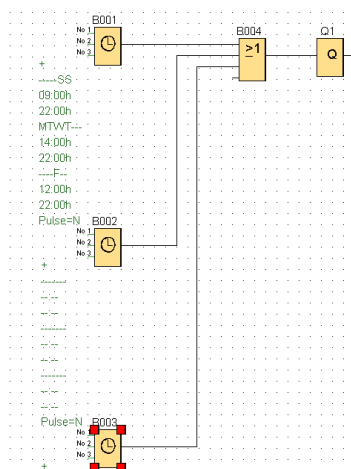 B001
No 1
No 2
No 3
B004
>1
Q1
Q
+
-----SS
09:00h
22:00h
MTWT---
14:00h
22:00h
----F--
12:00h
22:00h
Pulse=N
B002
No 1
No 2
No 3
+
-------
--:--
--:--
-------
--:--
--:--
-------
--:--
--:--
Pulse=N
B003
No 1
No 2
No 3
+